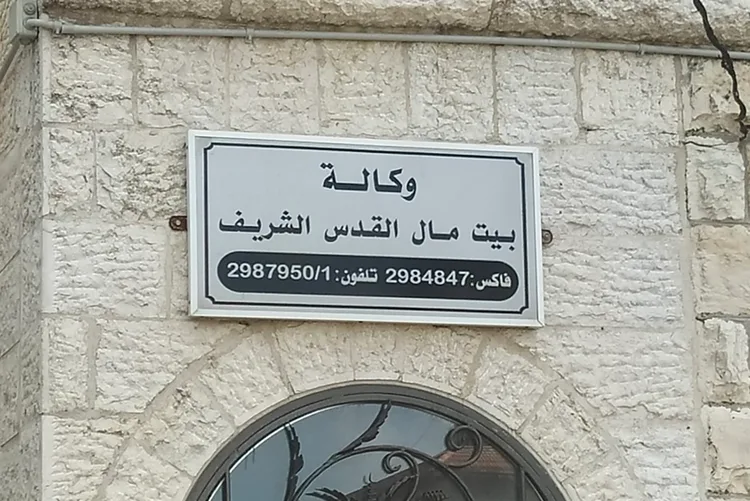 وكالة
بيت مال القدس الشريف
فاكس: 2984847 تلفون: 2987950/1